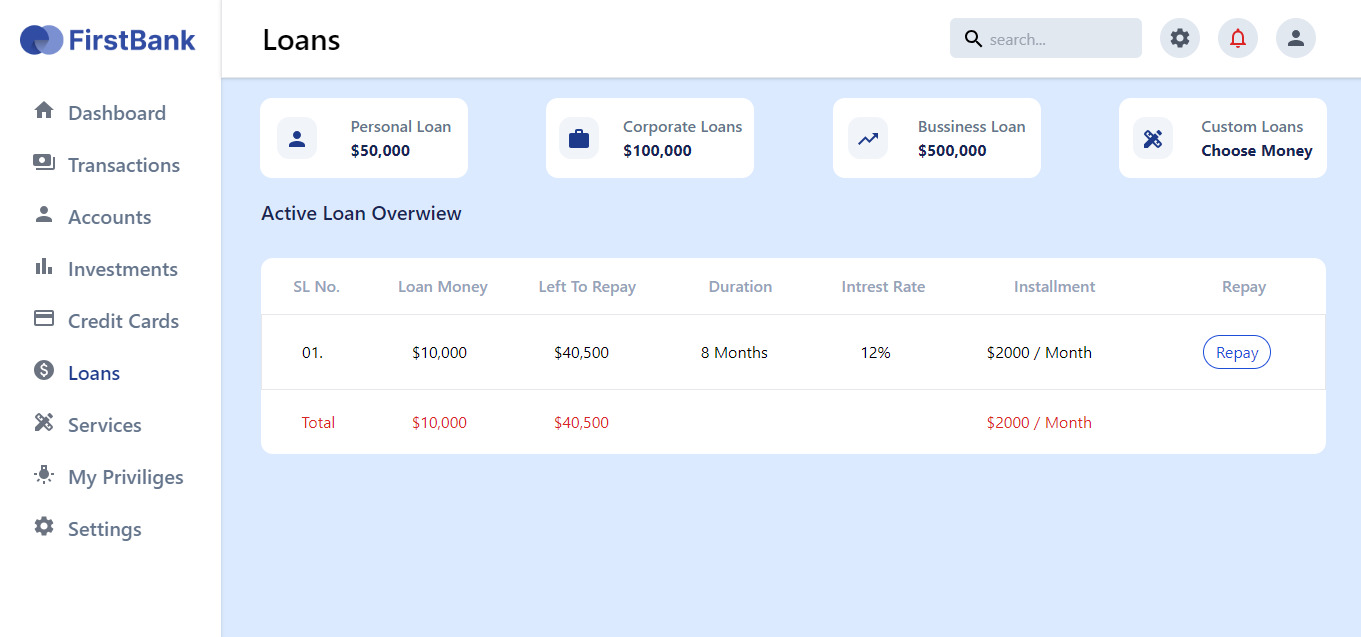 FirstBank
Loans
search...
Dashboard
Transactions
Accounts
Investments
Credit Cards
Loans
Services
My Priviliges
Settings
Personal Loan
$50,000
Corporate Loans
$100,000
Bussiness Loan
$500,000
Custom Loans
Choose Money
Active Loan Overwiew
SL No. Loan Money Left To Repay Duration Intrest Rate Installment Repay
01. $10,000 $40,500 8 Months 12% $2000 / Month Repay
Total $10,000 $40,500 $2000 / Month